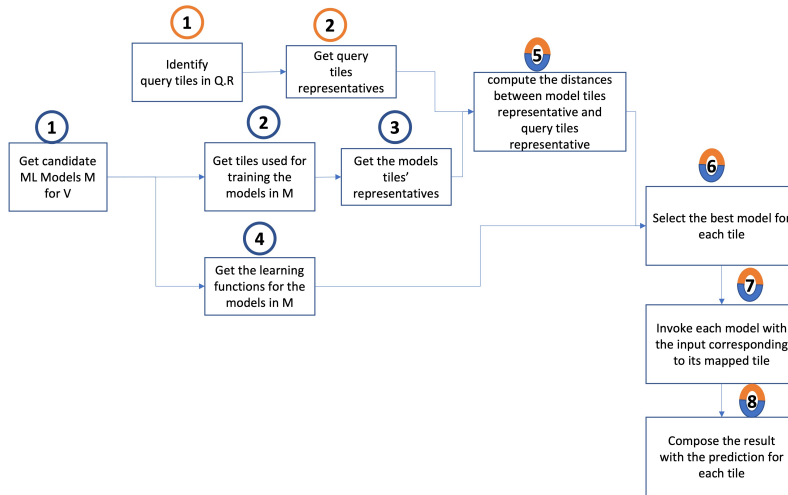 1
Identify
query tiles in Q.R
2
Get query
tiles
representatives
5
compute the distances
between model tiles
representative and
query tiles
representative
1
Get candidate
ML Models M
for V
2
Get tiles used for
training the
models in M
3
Get the models
tiles’
representatives
4
Get the learning
functions for the
models in M
6
Select the best model for
each tile
7
Invoke each model with
the input corresponding
to its mapped tile
8
Compose the result
with the prediction for
each tile